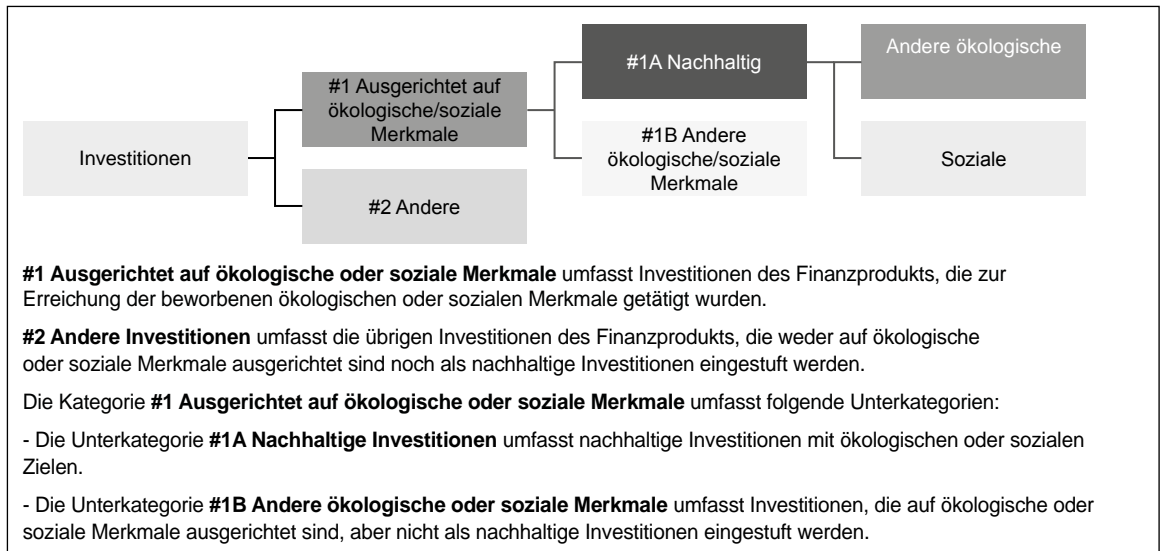 Investitionen
#1 Ausgerichtet auf
ökologische/soziale
Merkmale
#2 Andere
#1A Nachhaltig
#1B Andere
ökologische/soziale
Merkmale
Andere ökologische
Soziale
#1 Ausgerichtet auf ökologische oder soziale Merkmale umfasst Investitionen des Finanzprodukts, die zur
Erreichung der beworbenen ökologischen oder sozialen Merkmale getätigt wurden.
#2 Andere Investitionen umfasst die übrigen Investitionen des Finanzprodukts, die weder auf ökologische
oder soziale Merkmale ausgerichtet sind noch als nachhaltige Investitionen eingestuft werden.
Die Kategorie #1 Ausgerichtet auf ökologische oder soziale Merkmale umfasst folgende Unterkategorien:
- Die Unterkategorie #1A Nachhaltige Investitionen umfasst nachhaltige Investitionen mit ökologischen oder sozialen
Zielen.
- Die Unterkategorie #1B Andere ökologische oder soziale Merkmale umfasst Investitionen, die auf ökologische oder
soziale Merkmale ausgerichtet sind, aber nicht als nachhaltige Investitionen eingestuft werden.